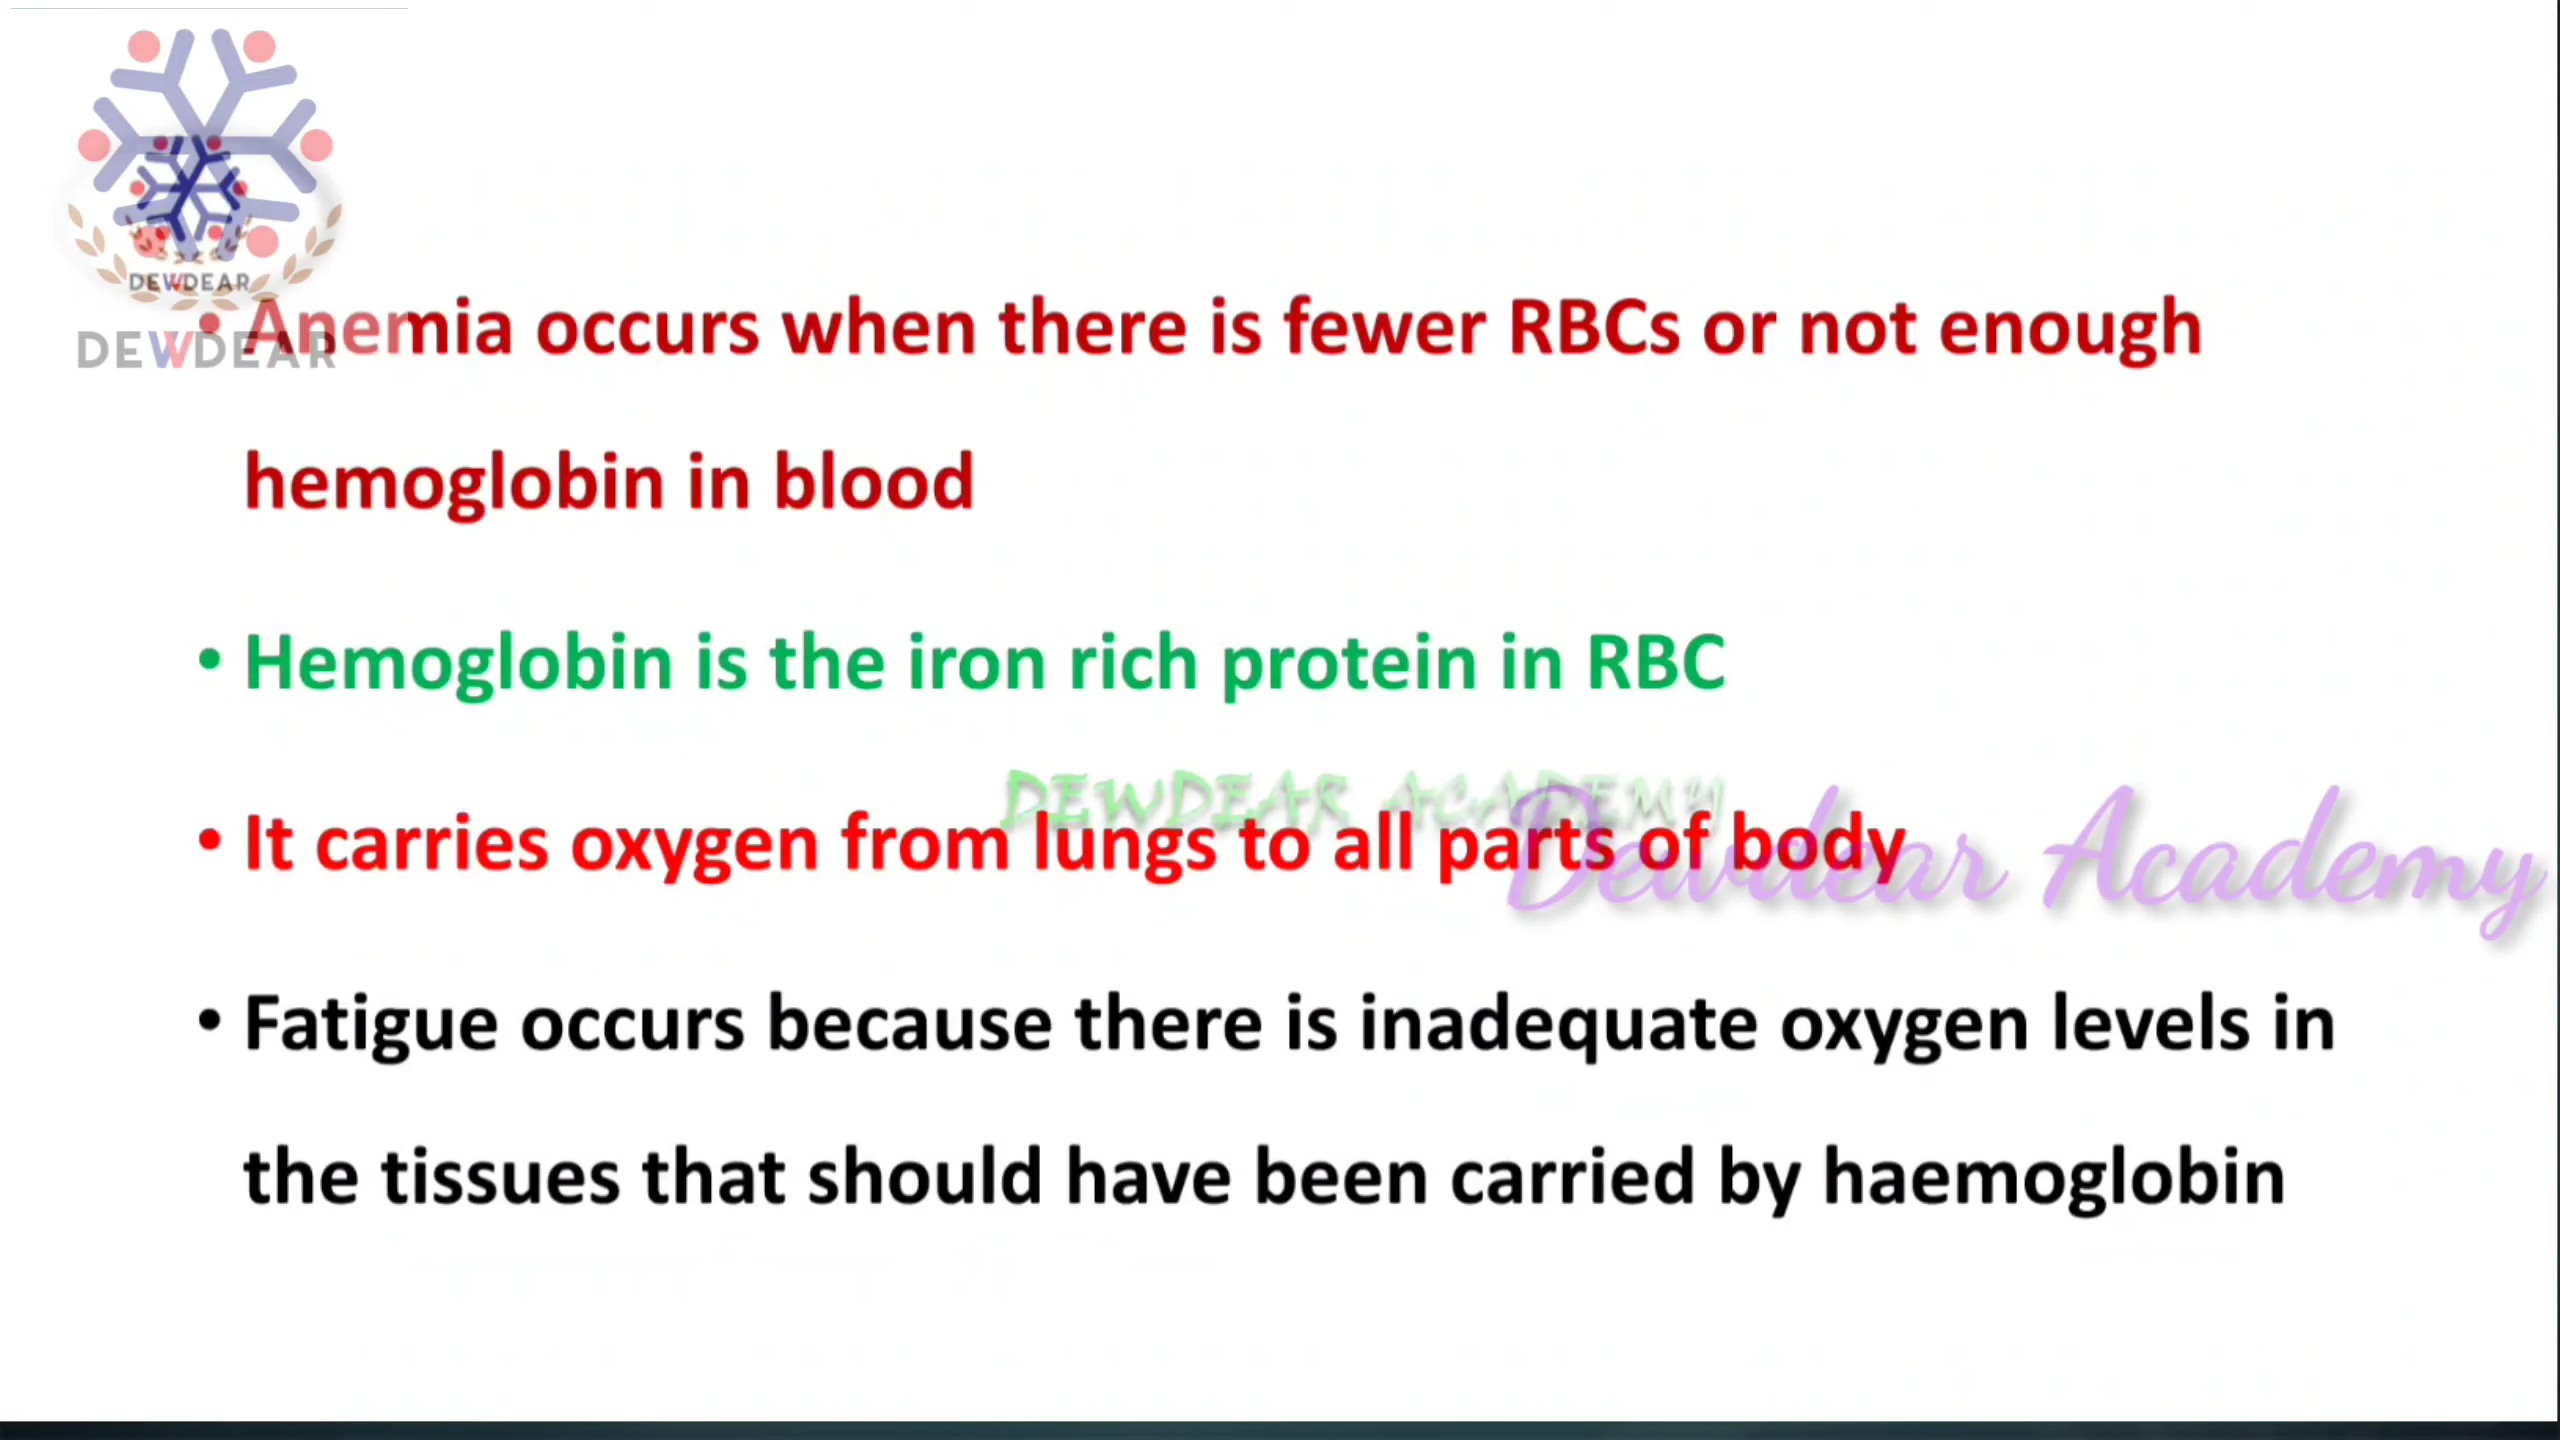 DEWDEAR
DEWDEAR
• Anemia occurs when there is fewer RBCs or not enough
hemoglobin in blood
• Hemoglobin is the iron rich protein in RBC
DEWDEAR ACADEMY
• It carries oxygen from lungs to all parts of body
Dewdear Academy
• Fatigue occurs because there is inadequate oxygen levels in
the tissues that should have been carried by haemoglobin